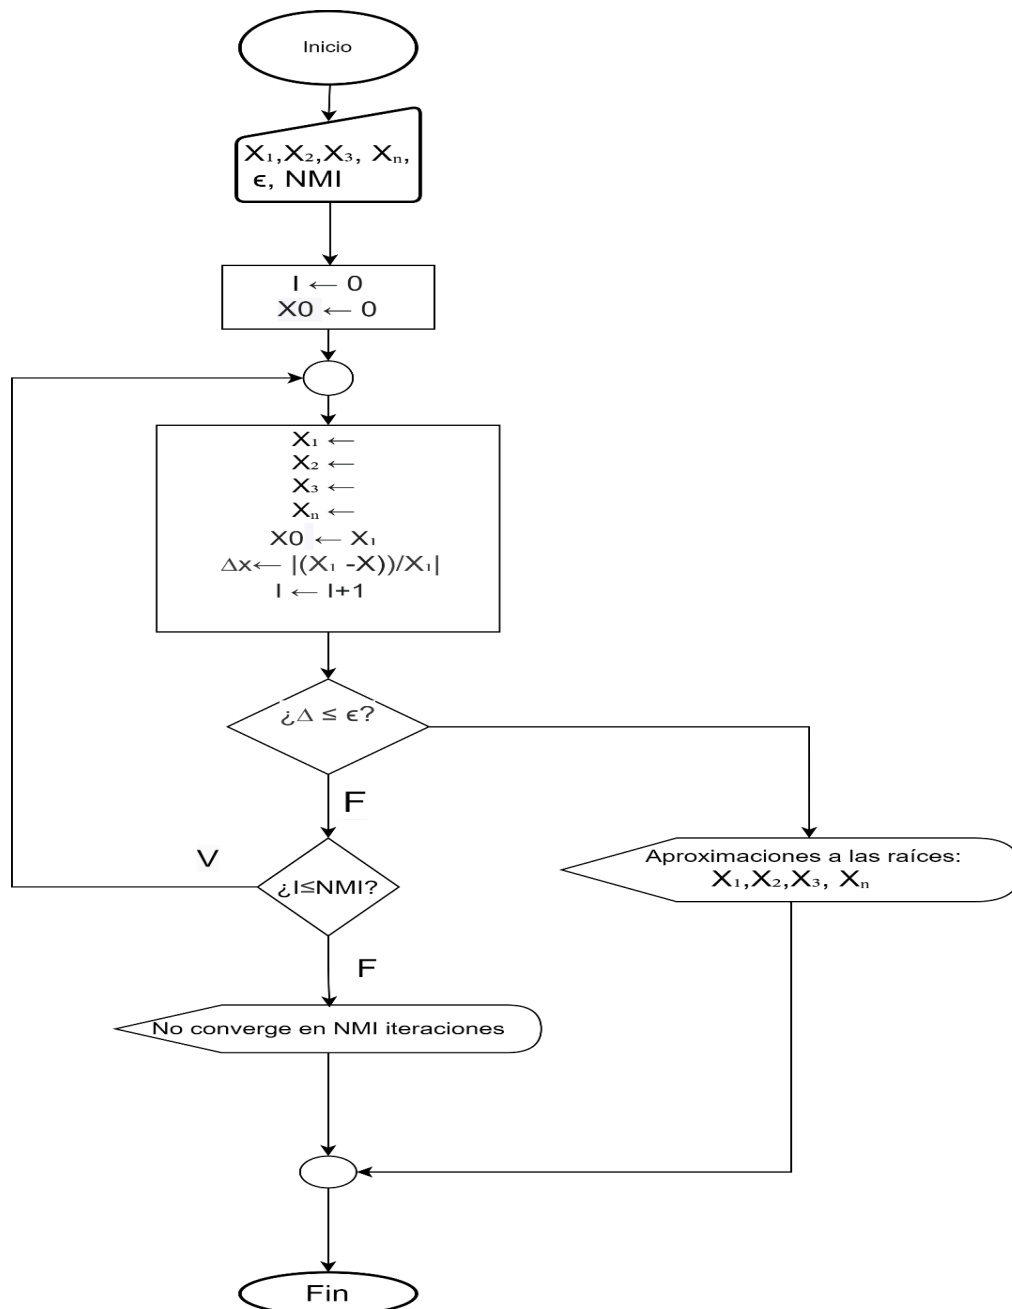 Inicio
X₁,X₂,X₃, Xₙ,
ϵ, NMI
I ← 0
X0 ← 0
X₁ ←
X₂ ←
X₃ ←
Xₙ ←
X0 ← X₁
Δx← |(X₁ -X))/X₁|
I ← I+1
¿Δ ≤ ϵ?
F
V
¿I≤NMI?
F
Aproximaciones a las raíces:
X₁,X₂,X₃, Xₙ
No converge en NMI iteraciones
Fin